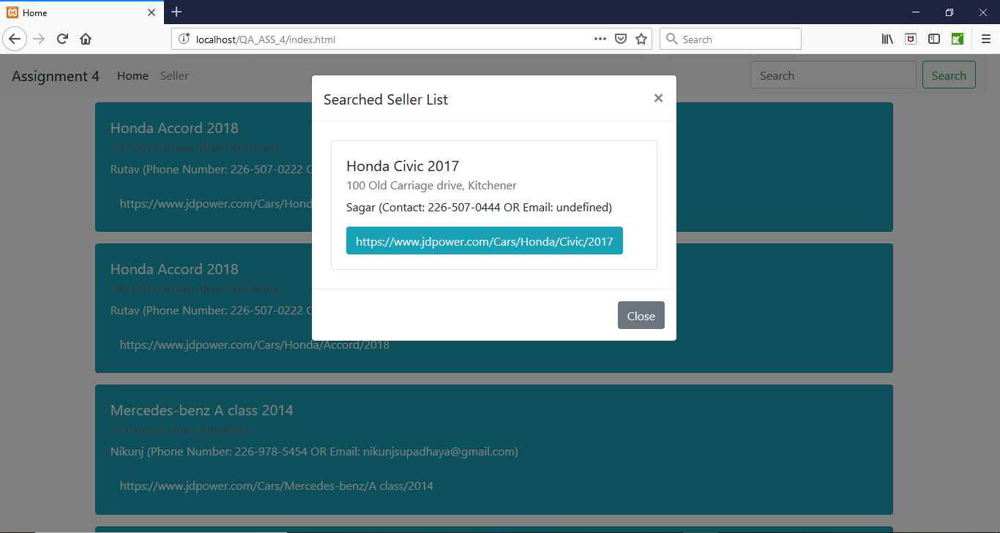 Home
localhost/QA_ASS_4/index.html
Search
Assignment 4 Home Seller
Search Search
Searched Seller List ×
Honda Civic 2017
100 Old Carriage drive, Kitchener
Sagar (Contact: 226-507-0444 OR Email: undefined)
https://www.jdpower.com/Cars/Honda/Civic/2017
Close
Honda Accord 2018
200 Old Carriage drive, Kitchener
Rutav (Phone Number: 226-507-0222
https://www.jdpower.com/Cars/Hond
Honda Accord 2018
200 Old Carriage drive, Kitchener
Rutav (Phone Number: 226-507-0222
https://www.jdpower.com/Cars/Honda/Accord/2018
Mercedes-benz A class 2014
21 Pioneer Drive, Kitchener
Nikunj (Phone Number: 226-978-5454 OR Email: nikunjsupadhaya@gmail.com)
https://www.jdpower.com/Cars/Mercedes-benz/A class/2014